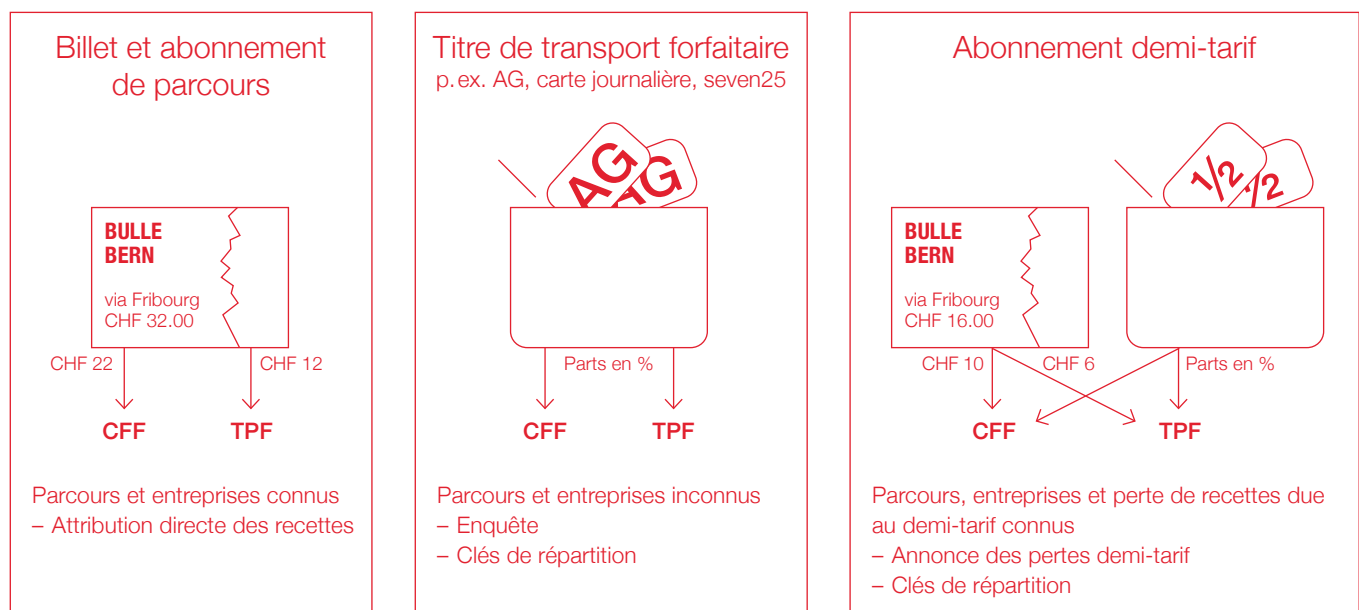 Billet et abonnement
de parcours
BULLE
BERN
via Fribourg
CHF 32.00
CHF 22
CHF 12
CFF
TPF
Parcours et entreprises connus
– Attribution directe des recettes
Titre de transport forfaitaire
p. ex. AG, carte journalière, seven25
AG
AG
Parts en %
CFF
TPF
Parcours et entreprises inconnus
– Enquête
– Clés de répartition
Abonnement demi-tarif
1/2
1/2
BULLE
BERN
via Fribourg
CHF 16.00
CHF 10
CHF 6
Parts en %
CFF
TPF
Parcours, entreprises et perte de recettes due
au demi-tarif connus
– Annonce des pertes demi-tarif
– Clés de répartition